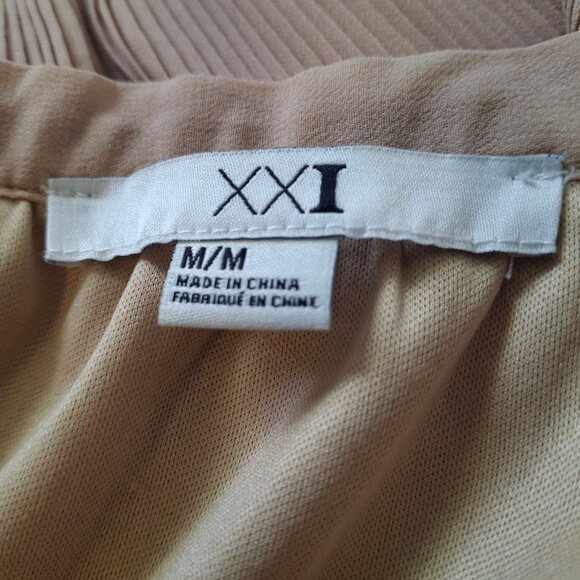 XXI
M/M
MADE IN CHINA
FABRIQUÉ EN CHINE